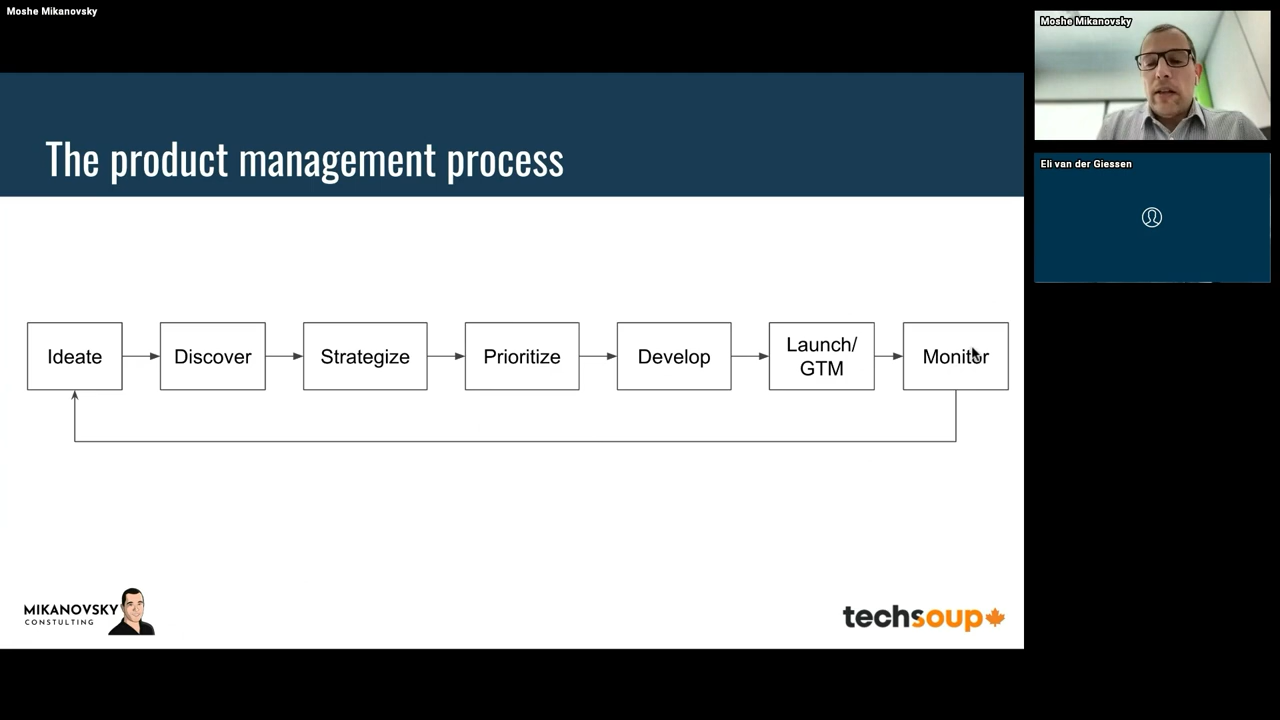 Moshe Mikanovsky
The product management process
Ideate
Discover
Strategize
Prioritize
Develop
Launch/
GTM
Monitor
MIKANOVSKY
CONSTULTING
techsoup
Moshe Mikanovsky
Eli van der Giessen